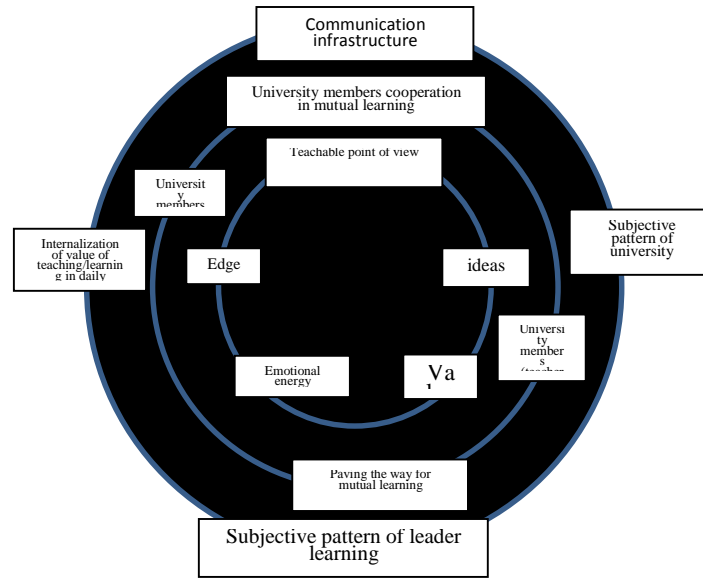 Communication
infrastructure
University members cooperation
in mutual learning
Teachable point of view
Universit
y
members
Internalization
of value of
teaching/learnin
g in daily
Subjective
pattern of
university
Edge
ideas
Universi
ty
member
s
Emotional
energy
Va
Paving the way for
mutual learning
Subjective pattern of leader
learning